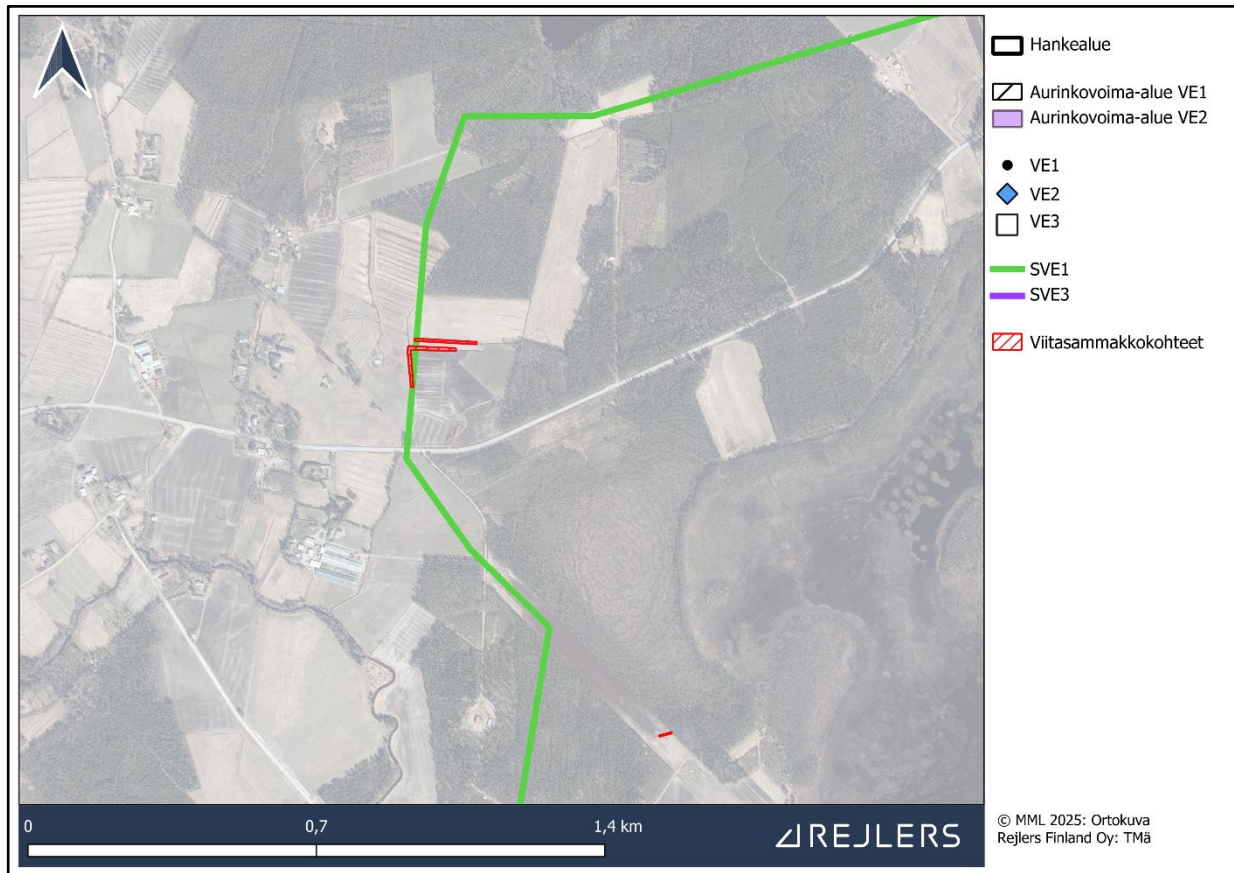 Hankealue
Aurinkovoima-alue VE1
Aurinkovoima-alue VE2
VE1
VE2
VE3
SVE1
SVE3
Viitasammakkokohteet
0
0,7
1,4 km
REJLERS
© MML 2025: Ortokuva
Rejlers Finland Oy: TMä